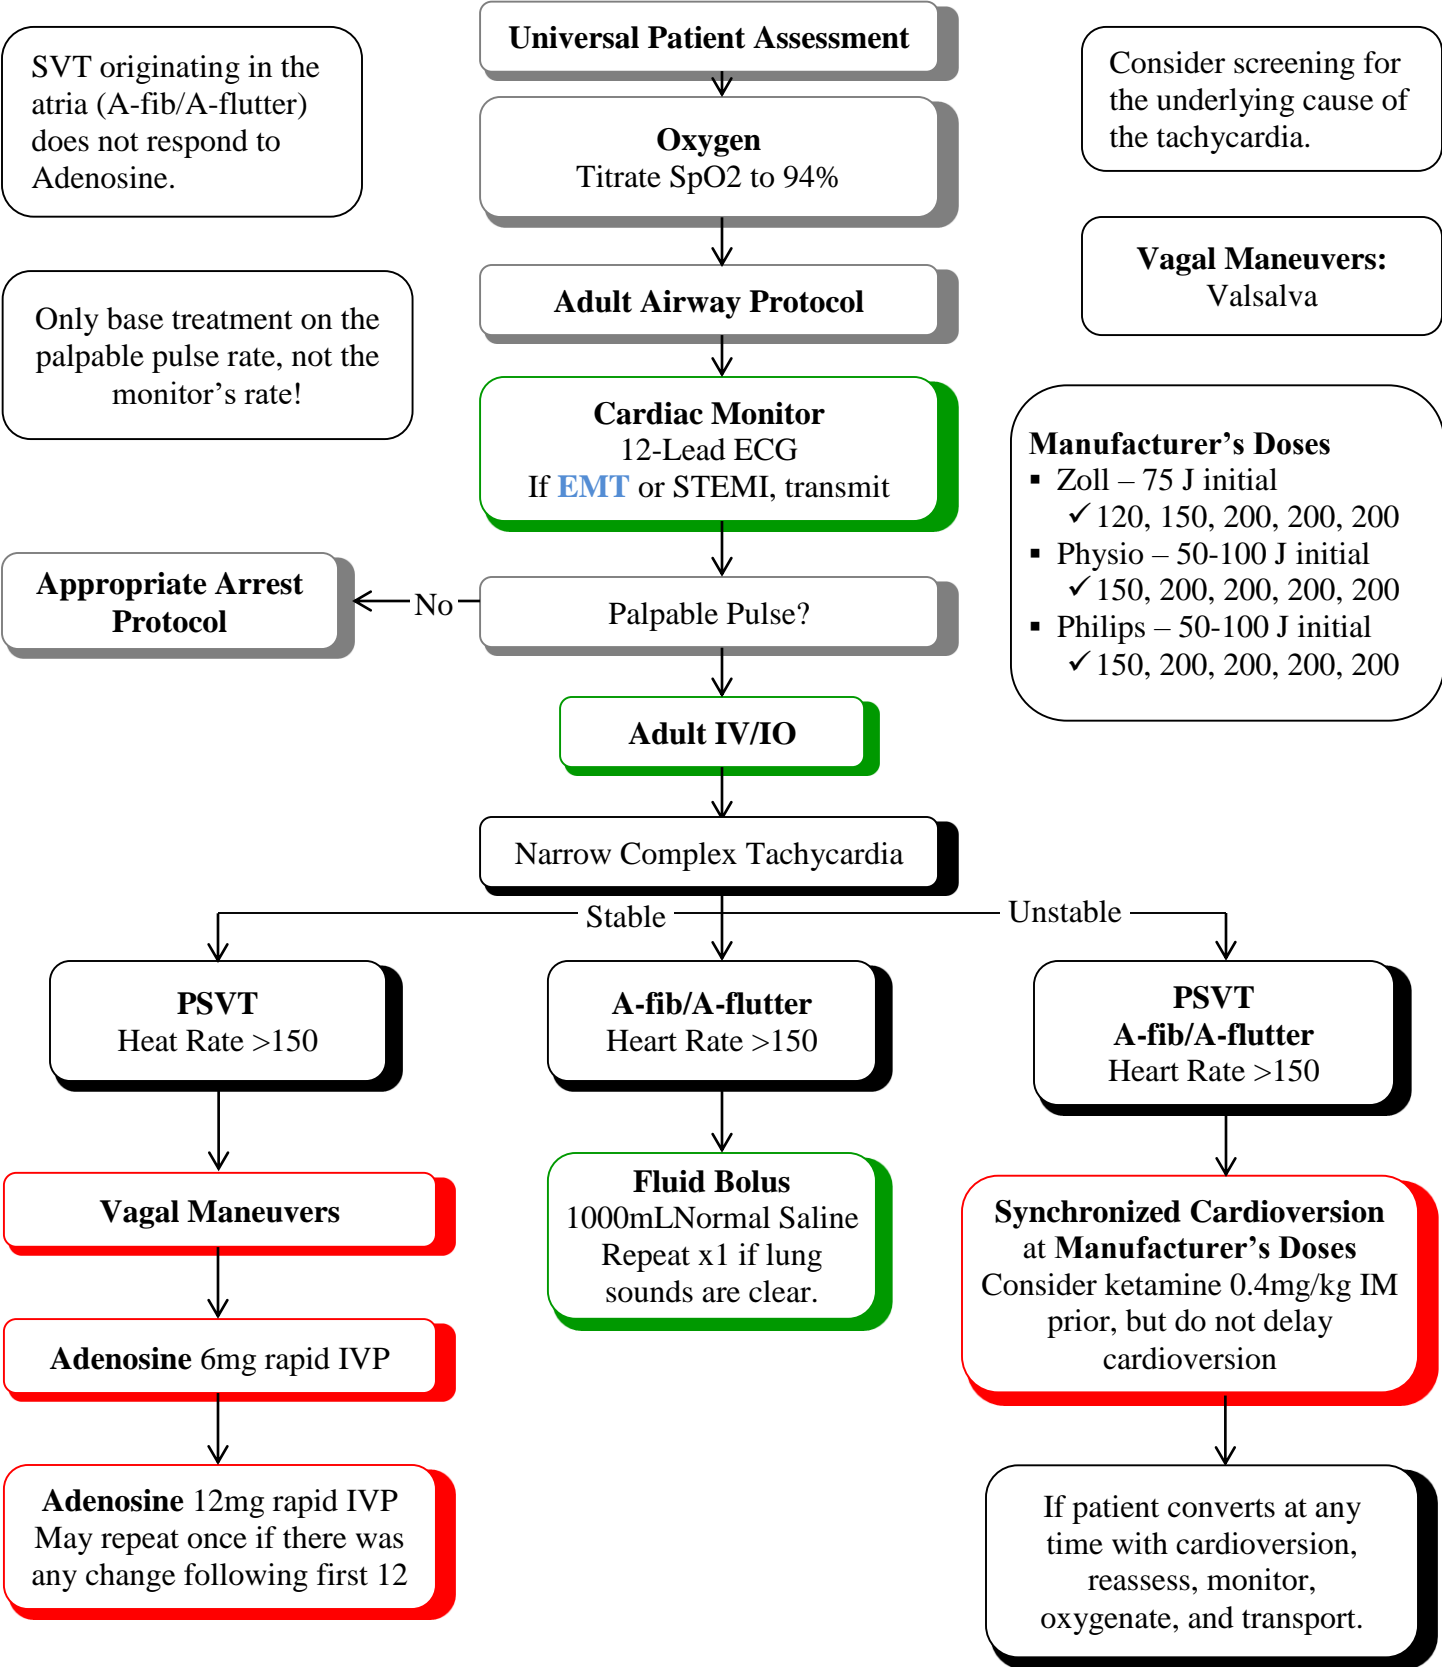 Universal Patient Assessment
SVT originating in the
atria (A-fib/A-flutter)
does not respond to
Adenosine.
Consider screening for
the underlying cause of
the tachycardia.
Oxygen
Titrate SpO2 to 94%
Vagal Maneuvers:
Valsalva
Adult Airway Protocol
Only base treatment on the
palpable pulse rate, not the
monitor's rate!
Cardiac Monitor
12-Lead ECG
If EMT or STEMI, transmit
Manufacturer's Doses
▪ Zoll – 75 J initial
✓120, 150, 200, 200, 200
▪ Physio – 50-100 J initial
✓150, 200, 200, 200, 200
▪ Philips – 50-100 J initial
✓150, 200, 200, 200, 200
Appropriate Arrest
Protocol
No
Palpable Pulse?
Adult IV/IO
Narrow Complex Tachycardia
Stable
Unstable
PSVT
Heat Rate >150
A-fib/A-flutter
Heart Rate >150
PSVT
A-fib/A-flutter
Heart Rate >150
Vagal Maneuvers
Fluid Bolus
1000mLNormal Saline
Repeat x1 if lung
sounds are clear.
Synchronized Cardioversion
at Manufacturer's Doses
Consider ketamine 0.4mg/kg IM
prior, but do not delay
cardioversion
Adenosine 6mg rapid IVP
Adenosine 12mg rapid IVP
May repeat once if there was
any change following first 12
If patient converts at any
time with cardioversion,
reassess, monitor,
oxygenate, and transport.